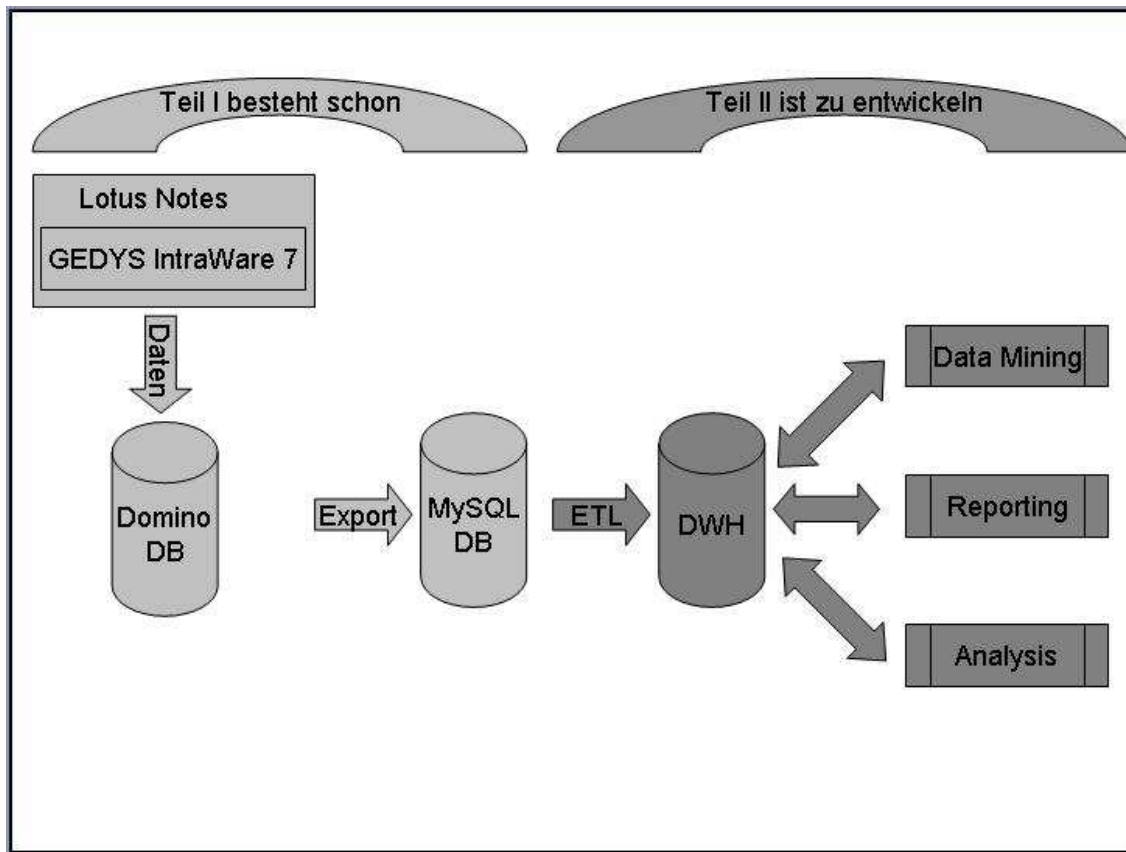 Teil I besteht schon
Teil II ist zu entwickeln
Lotus Notes
GEDYS IntraWare 7
Daten
Domino
DB
Export
MySQL
DB
ETL
DWH
Data Mining
Reporting
Analysis